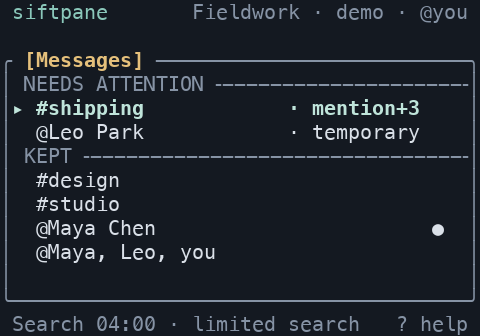 siftpane Fieldwork · demo · @you
[Messages]
NEEDS ATTENTION
▸ #shipping · mention+3
@Leo Park · temporary
KEPT
#design
#studio
@Maya Chen ●
@Maya, Leo, you
Search 04:00 · limited search ? help